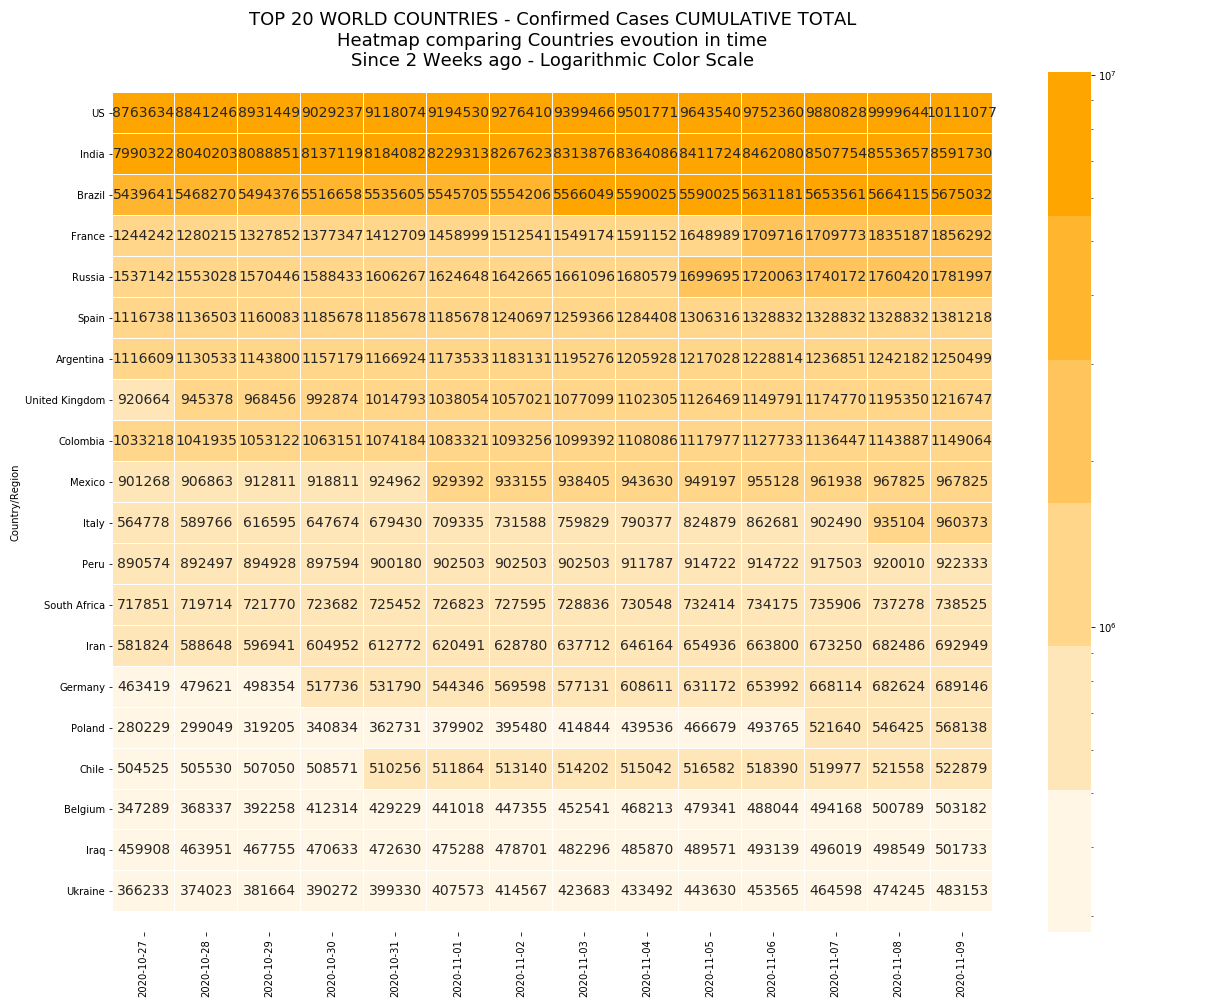 TOP 20 WORLD COUNTRIES - Confirmed Cases CUMULATIVE TOTAL
Heatmap comparing Countries evoution in time
Since 2 Weeks ago - Logarithmic Color Scale
US 8763634 8841246 8931449 9029237 9118074 9194530 9276410 9399466 9501771 9643540 9752360 9880828 9999644 10111077
India 7990322 8040203 8088851 8137119 8184082 8229313 8267623 8313876 8364086 8411724 8462080 8507754 8553657 8591730
Brazil 5439641 5468270 5494376 5516658 5535605 5545705 5554206 5566049 5590025 5590025 5631181 5653561 5664115 5675032
France 1244242 1280215 1327852 1377347 1412709 1458999 1512541 1549174 1591152 1648989 1709716 1709773 1835187 1856292
Russia 1537142 1553028 1570446 1588433 1606267 1624648 1642665 1661096 1680579 1699695 1720063 1740172 1760420 1781997
Spain 1116738 1136503 1160083 1185678 1185678 1185678 1240697 1259366 1284408 1306316 1328832 1328832 1328832 1381218
Argentina 1116609 1130533 1143800 1157179 1166924 1173533 1183131 1195276 1205928 1217028 1228814 1236851 1242182 1250499
United Kingdom 920664 945378 968456 992874 1014793 1038054 1057021 1077099 1102305 1126469 1149791 1174770 1195350 1216747
Colombia 1033218 1041935 1053122 1063151 1074184 1083321 1093256 1099392 1108086 1117977 1127733 1136447 1143887 1149064
Mexico 901268 906863 912811 918811 924962 929392 933155 938405 943630 949197 955128 961938 967825 967825
Italy 564778 589766 616595 647674 679430 709335 731588 759829 790377 824879 862681 902490 935104 960373
Peru 890574 892497 894928 897594 900180 902503 902503 902503 911787 914722 914722 917503 920010 922333
South Africa 717851 719714 721770 723682 725452 726823 727595 728836 730548 732414 734175 735906 737278 738525
Iran 581824 588648 596941 604952 612772 620491 628780 637712 646164 654936 663800 673250 682486 692949
Germany 463419 479621 498354 517736 531790 544346 569598 577131 608611 631172 653992 668114 682624 689146
Poland 280229 299049 319205 340834 362731 379902 395480 414844 439536 466679 493765 521640 546425 568138
Chile 504525 505530 507050 508571 510256 511864 513140 514202 515042 516582 518390 519977 521558 522879
Belgium 347289 368337 392258 412314 429229 441018 447355 452541 468213 479341 488044 494168 500789 503182
Iraq 459908 463951 467755 470633 472630 475288 478701 482296 485870 489571 493139 496019 498549 501733
Ukraine 366233 374023 381664 390272 399330 407573 414567 423683 433492 443630 453565 464598 474245 483153
2020-10-27 2020-10-28 2020-10-29 2020-10-30 2020-10-31 2020-11-01 2020-11-02 2020-11-03 2020-11-04 2020-11-05 2020-11-06 2020-11-07 2020-11-08 2020-11-09
Country/Region
10⁷
10⁶